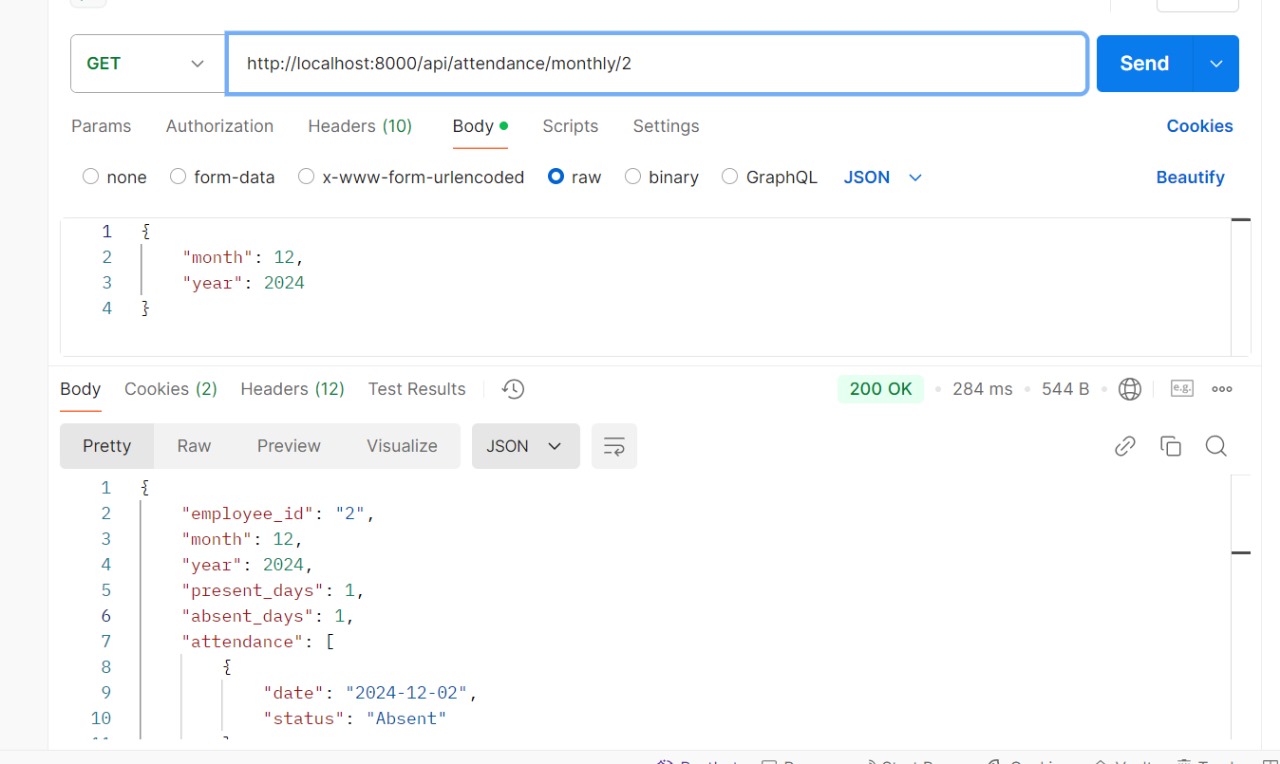 GET http://localhost:8000/api/attendance/monthly/2 Send
Params Authorization Headers (10) Body Scripts Settings Cookies
none form-data x-www-form-urlencoded raw binary GraphQL JSON Beautify
1 {
2 "month": 12,
3 "year": 2024
4 }
Body Cookies (2) Headers (12) Test Results 200 OK 284 ms 544 B e.g.
Pretty Raw Preview Visualize JSON
1 {
2 "employee_id": "2",
3 "month": 12,
4 "year": 2024,
5 "present_days": 1,
6 "absent_days": 1,
7 "attendance": [
8 {
9 "date": "2024-12-02",
10 "status": "Absent"